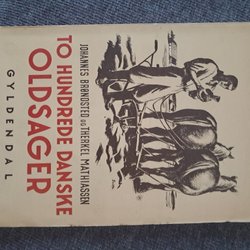 JOHANNES BRØNDSTED OG THERKEL MATHIASSEN
TO HUNDREDE DANSKE
OLDSAGER
GYLDENDAL